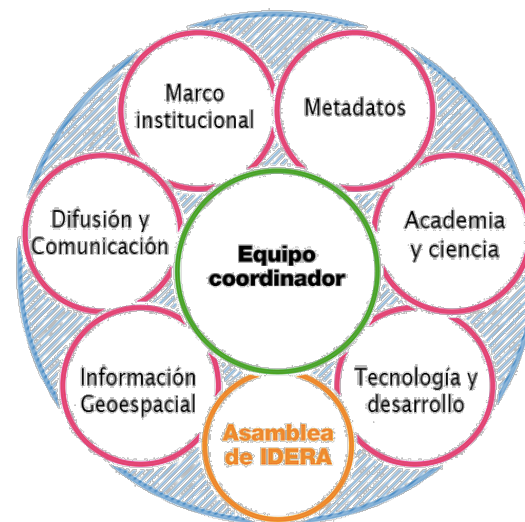 Marco
institucional
Metadatos
Difusión y
Comunicación
Academia
y ciencia
Equipo
coordinador
Información
Geoespacial
Tecnología y
desarrollo
Asamblea
de IDERA